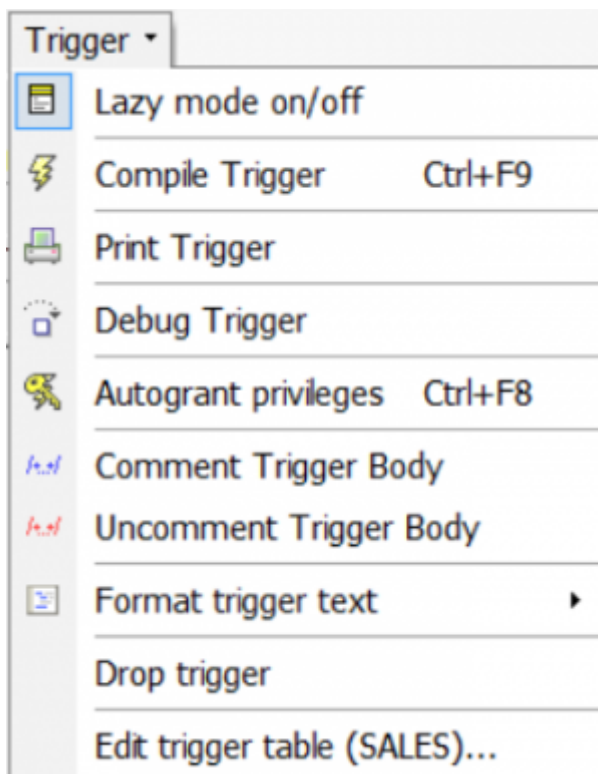 Trigger
Lazy mode on/off
Compile Trigger Ctrl+F9
Print Trigger
Debug Trigger
Autogrant privileges Ctrl+F8
Comment Trigger Body
Uncomment Trigger Body
Format trigger text
Drop trigger
Edit trigger table (SALES)...